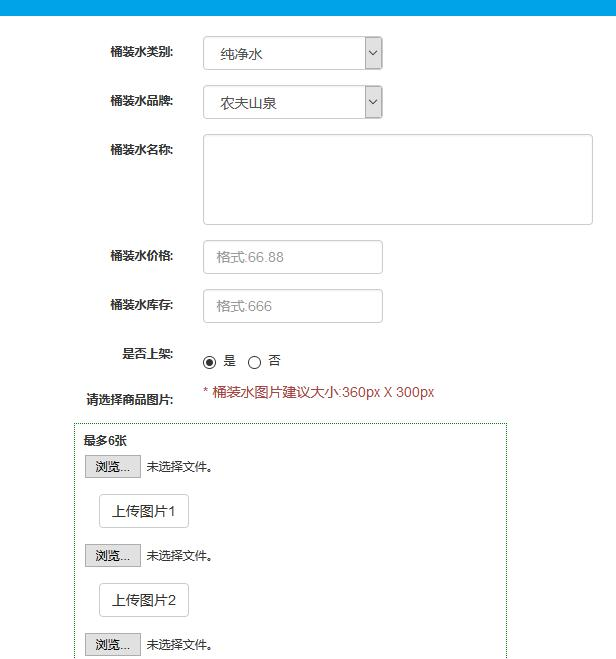 桶装水类别: 纯净水
桶装水品牌: 农夫山泉
桶装水名称:
桶装水价格: 格式:66.88
桶装水库存: 格式:666
是否上架: 是 否
请选择商品图片: * 桶装水图片建议大小:360px X 300px
最多6张
浏览... 未选择文件。
上传图片1
浏览... 未选择文件。
上传图片2
浏览... 未选择文件。